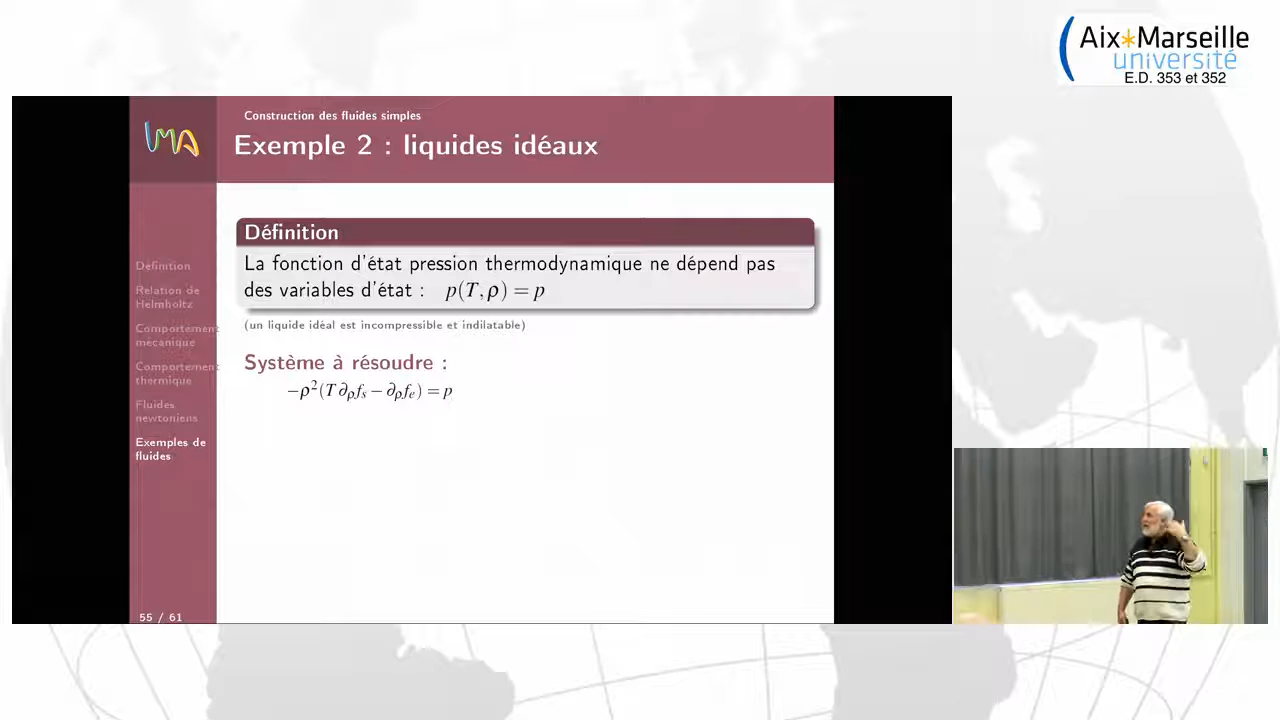 Aix*Marseille
université
E.D. 353 et 352
LMA
Construction des fluides simples
Exemple 2 : liquides idéaux
Définition
La fonction d'état pression thermodynamique ne dépend pas
des variables d'état : p(T, ρ) = p
(un liquide idéal est incompressible et indilatable)
Système à résoudre :
−ρ²(T ∂ρfs − ∂ρfe) = p
Définition
Relation de
Helmholtz
Comportement
mécanique
Comportement
thermique
Fluides
newtoniens
Exemples de
fluides
55 / 61